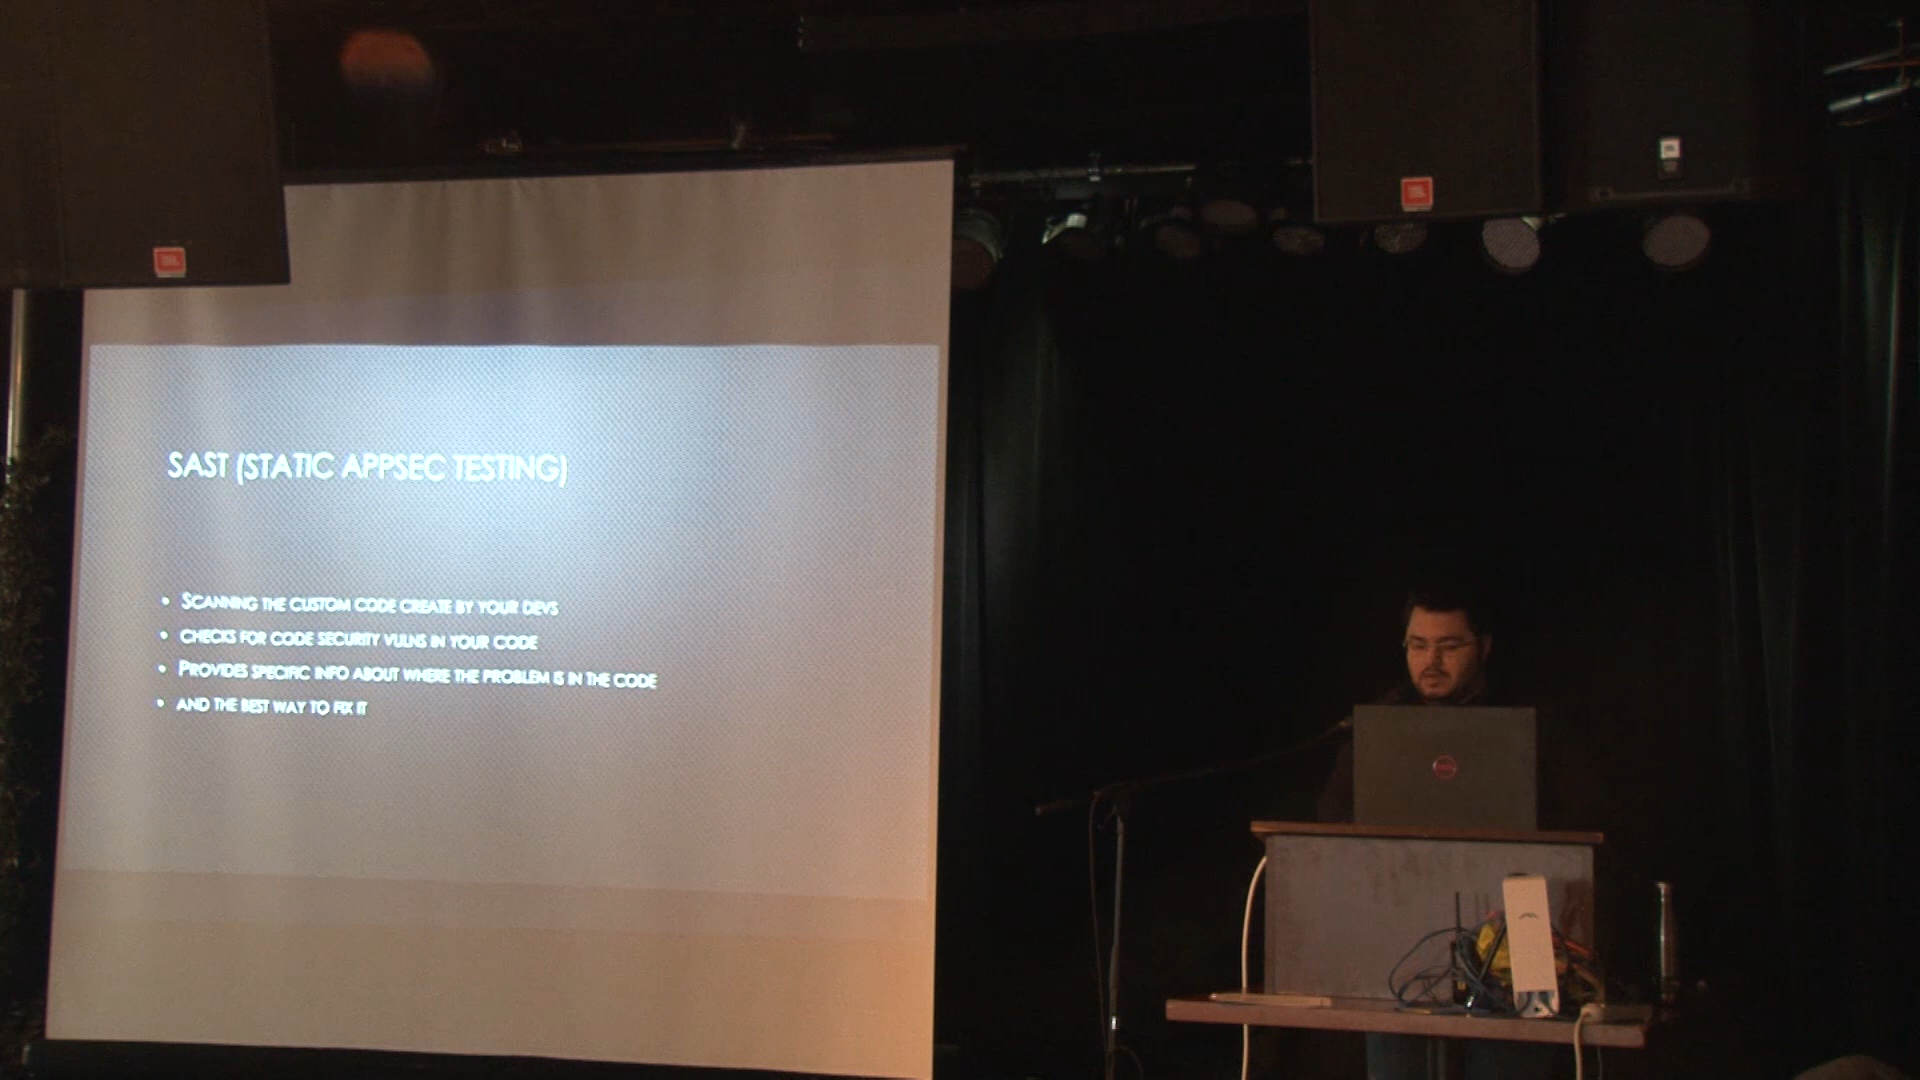 SAST (STATIC APPSEC TESTING)
• SCANNING THE CUSTOM CODE CREATE BY YOUR DEVS
• CHECKS FOR CODE SECURITY VULNS IN YOUR CODE
• PROVIDES SPECIFIC INFO ABOUT WHERE THE PROBLEM IS IN THE CODE
• AND THE BEST WAY TO FIX IT
JBL
JBL